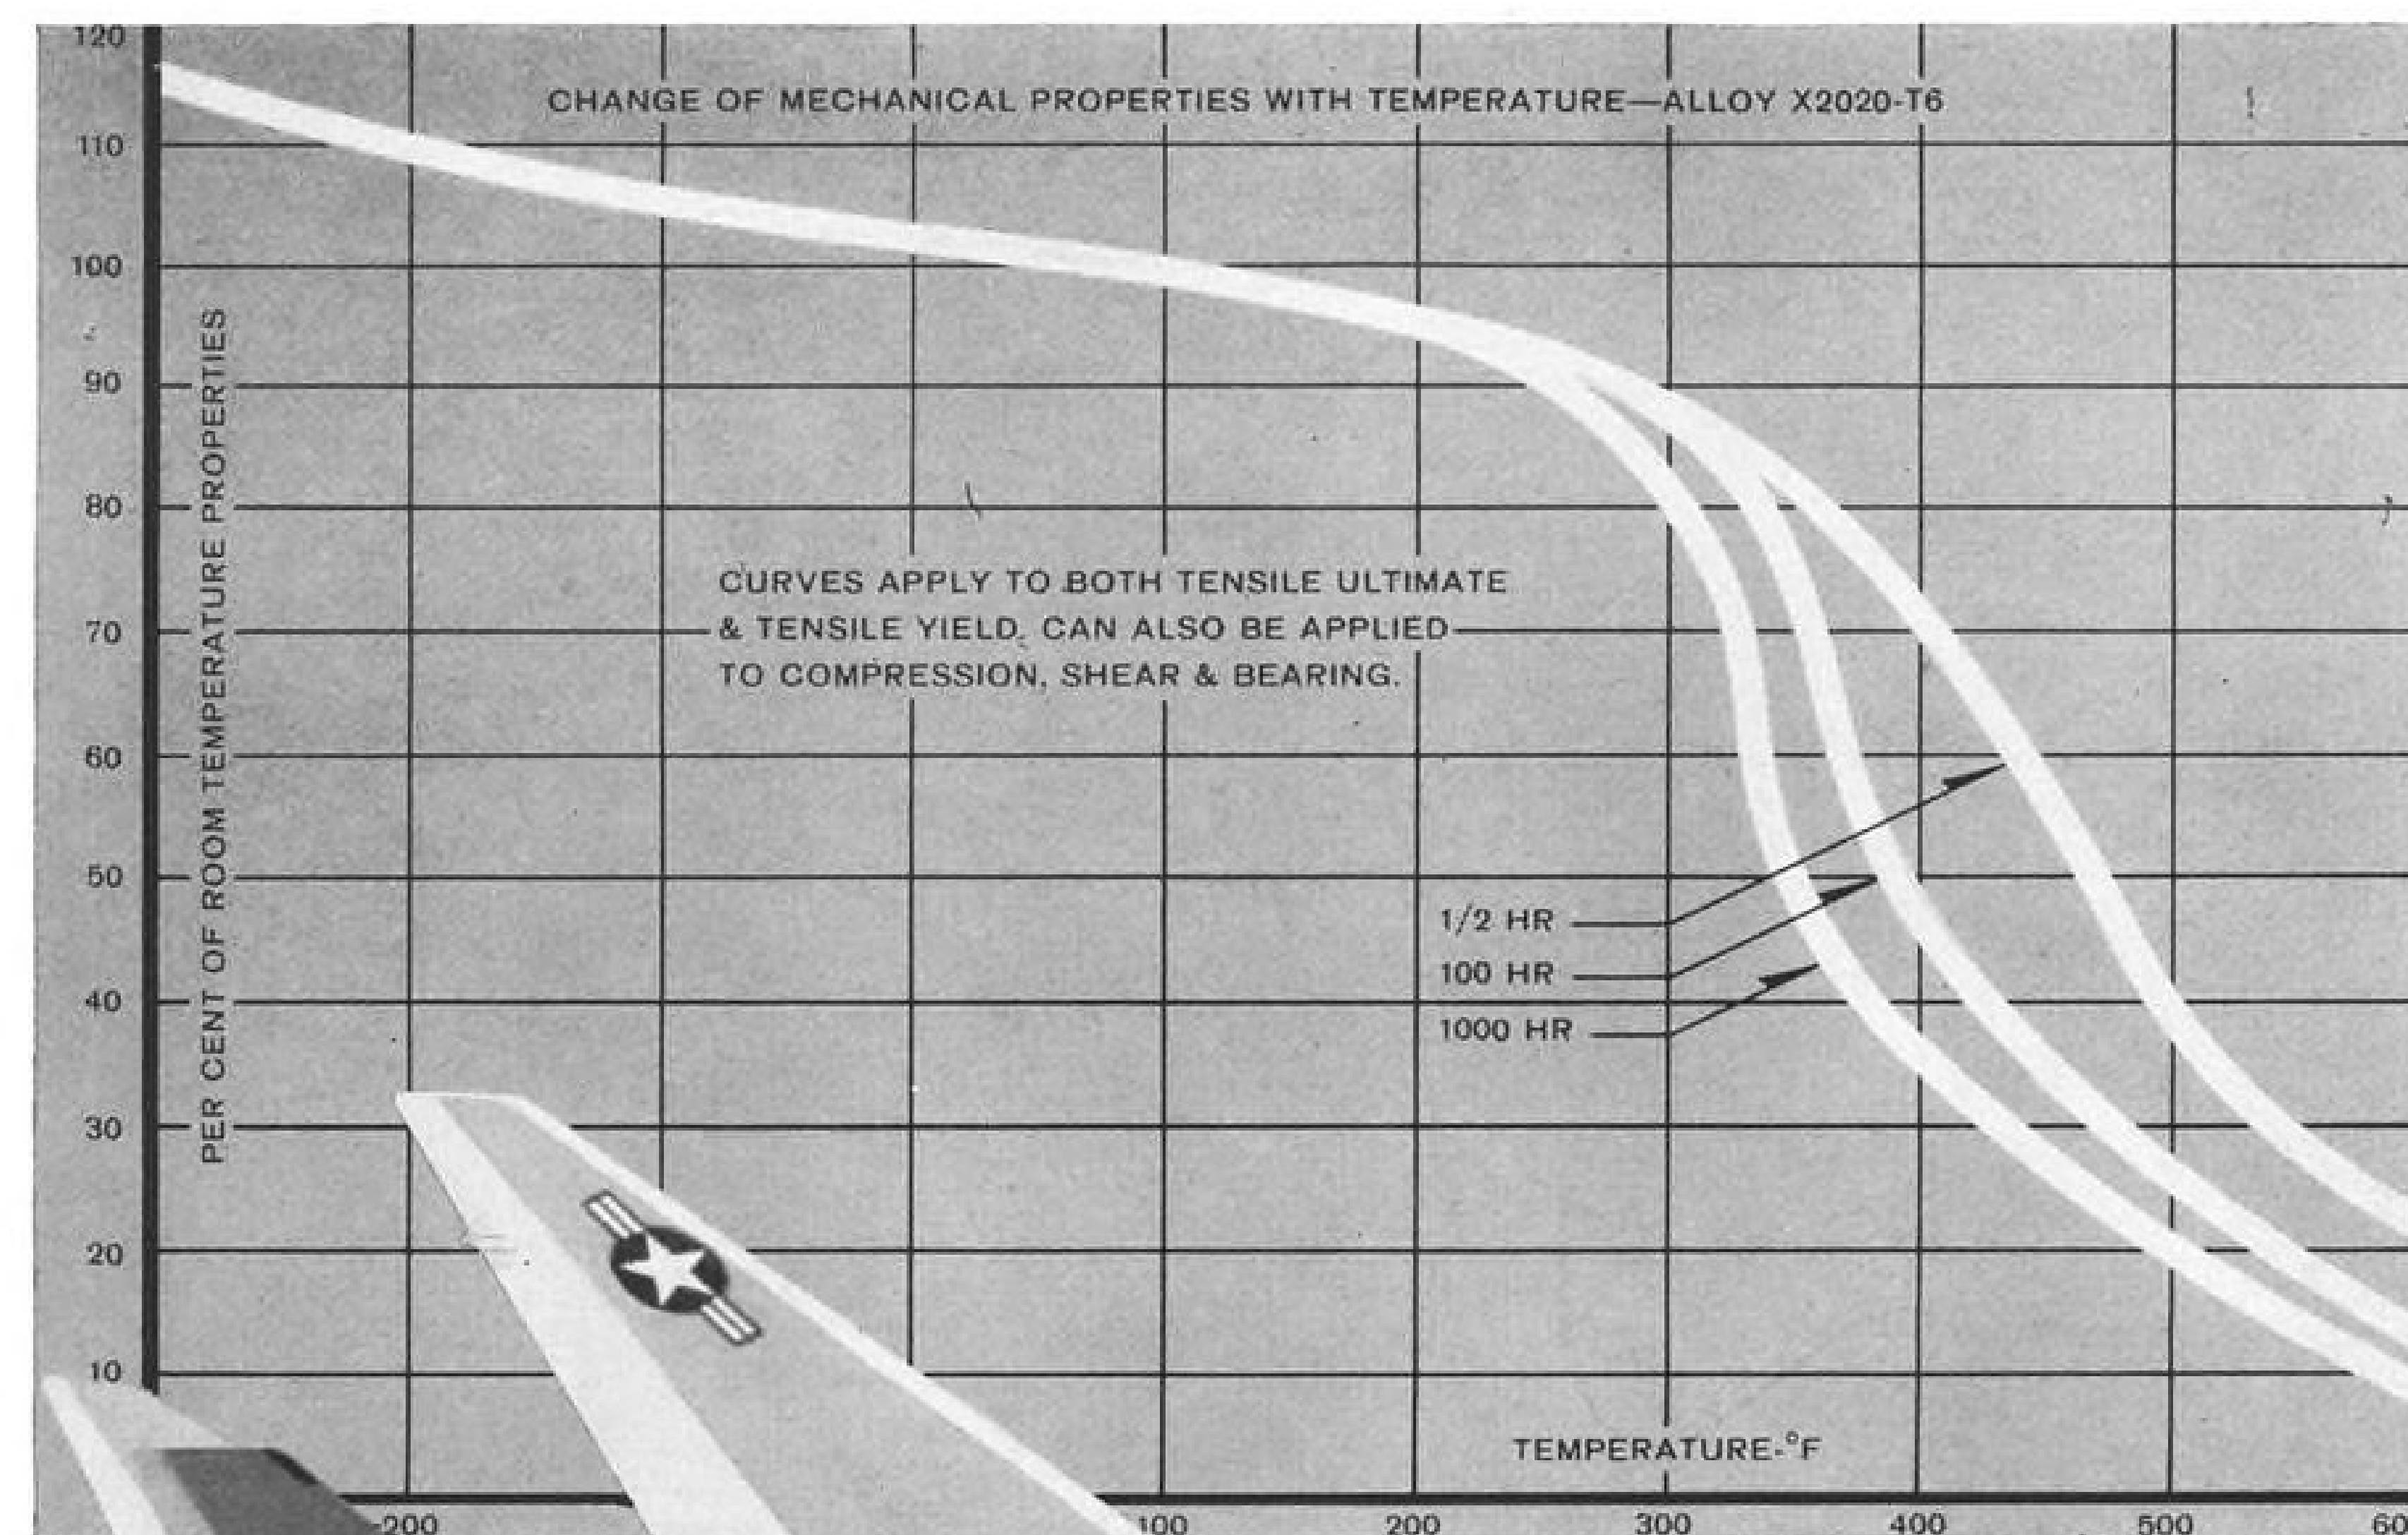 120
CHANGE OF MECHANICAL PROPERTIES WITH TEMPERATURE—ALLOY X2020-T6
110
100
90
80
70
60
50
40
30
20
10
PER CENT OF ROOM TEMPERATURE PROPERTIES
CURVES APPLY TO BOTH TENSILE ULTIMATE
& TENSILE YIELD. CAN ALSO BE APPLIED
TO COMPRESSION, SHEAR & BEARING.
1/2 HR
100 HR
1000 HR
TEMPERATURE-°F
-200 100 200 300 400 500